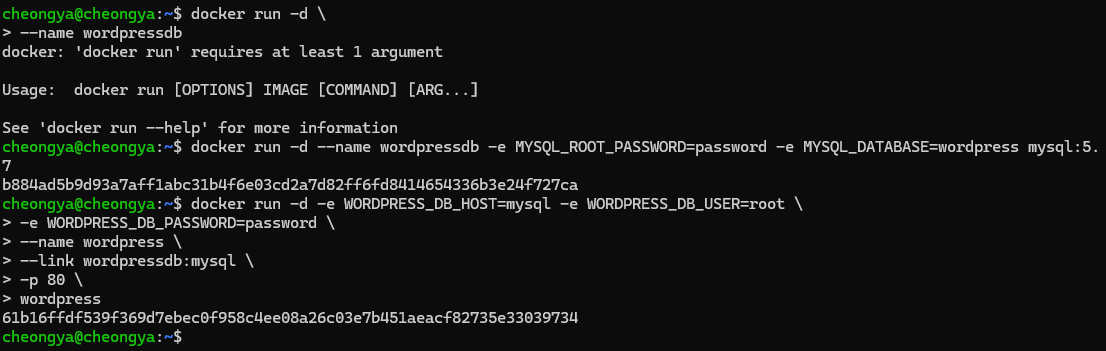 cheongya@cheongya:~$ docker run -d \
> --name wordpressdb
docker: 'docker run' requires at least 1 argument

Usage:  docker run [OPTIONS] IMAGE [COMMAND] [ARG...]

See 'docker run --help' for more information
cheongya@cheongya:~$ docker run -d --name wordpressdb -e MYSQL_ROOT_PASSWORD=password -e MYSQL_DATABASE=wordpress mysql:5.
7
b884ad5b9d93a7aff1abc31b4f6e03cd2a7d82ff6fd8414654336b3e24f727ca
cheongya@cheongya:~$ docker run -d -e WORDPRESS_DB_HOST=mysql -e WORDPRESS_DB_USER=root \
> -e WORDPRESS_DB_PASSWORD=password \
> --name wordpress \
> --link wordpressdb:mysql \
> -p 80 \
> wordpress
61b16ffdf539f369d7ebec0f958c4ee08a26c03e7b451aeacf82735e33039734
cheongya@cheongya:~$